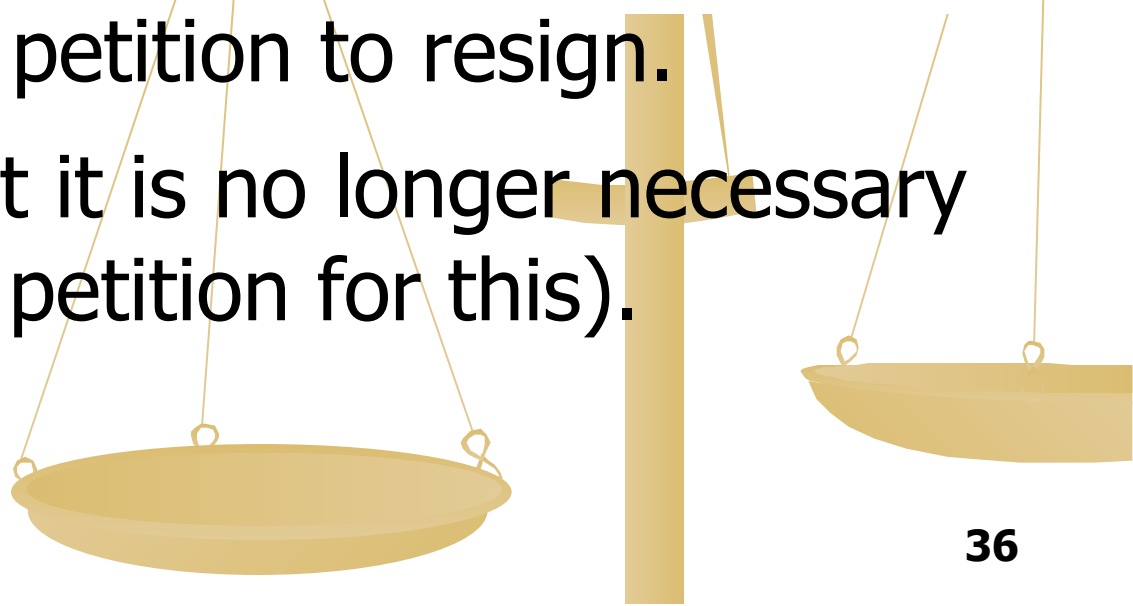 petition to resign.
t it is no longer necessary
petition for this).
36